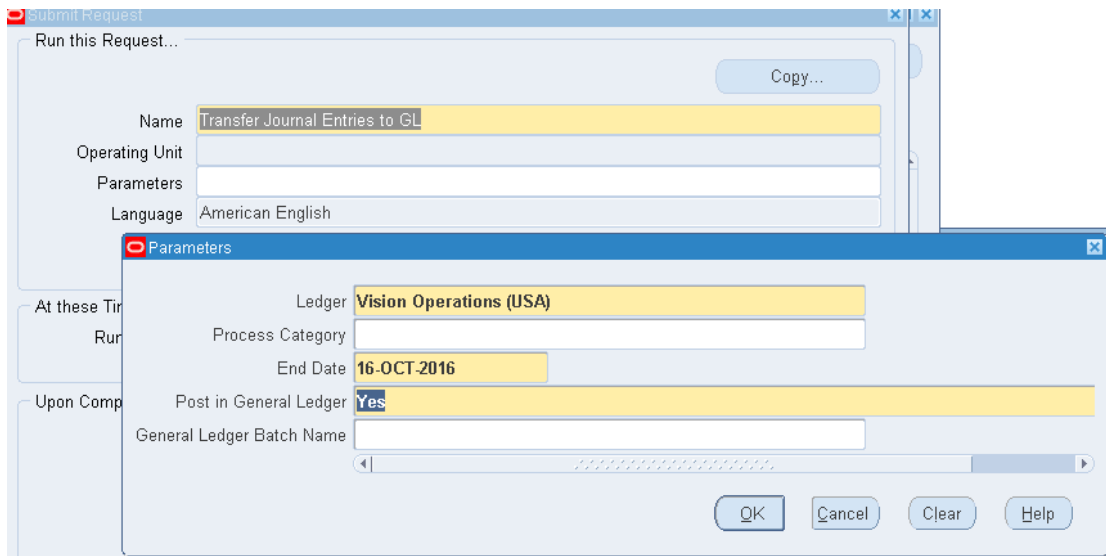 Submit Request
Run this Request...
Copy...
Name Transfer Journal Entries to GL
Operating Unit
Parameters
Language American English
Parameters
Ledger Vision Operations (USA)
At these Tir
Process Category
Rur
End Date 16-OCT-2016
Upon Comp
Post in General Ledger Yes
General Ledger Batch Name
OK Cancel Clear Help